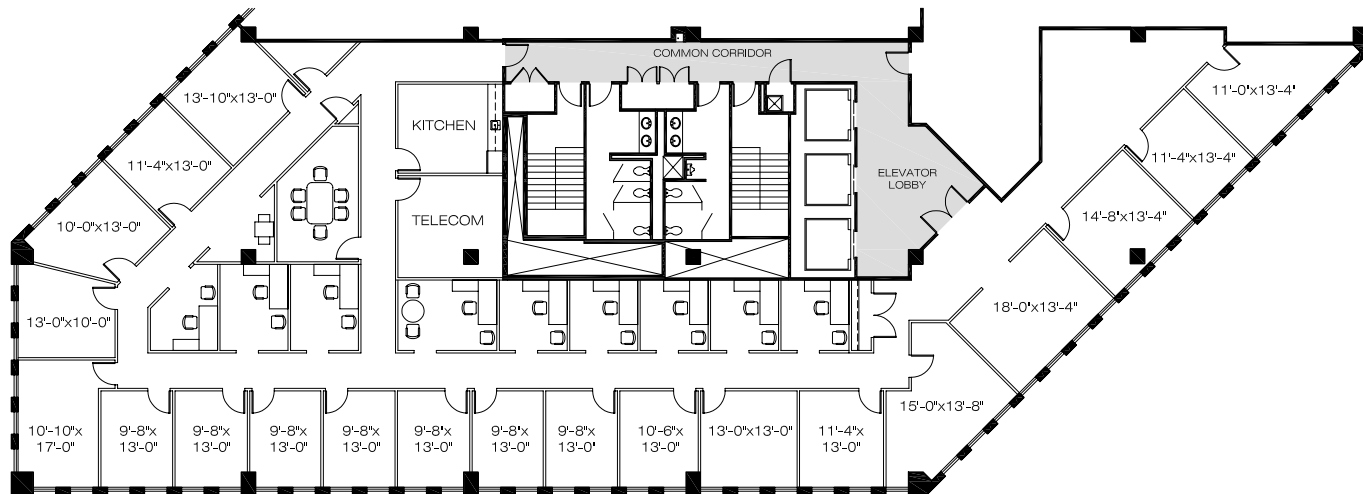 COMMON CORRIDOR
13'-10"x13'-0"
11'-0"x13'-4"
KITCHEN
11'-4"x13'-0"
11'-4"x13'-4"
ELEVATOR
LOBBY
TELECOM
10'-0"x13'-0"
14'-8"x13'-4"
18'-0"x13'-4"
13'-0"x10'-0"
15'-0"x13'-8"
10'-10"x
17'-0"
9'-8"x
13'-0"
9'-8"x
13'-0"
9'-8"x
13'-0"
9'-8"x
13'-0"
9'-8"x
13'-0"
9'-8"x
13'-0"
9'-8"x
13'-0"
10'-6"x
13'-0"
13'-0"x13'-0"
11'-4"x
13'-0"